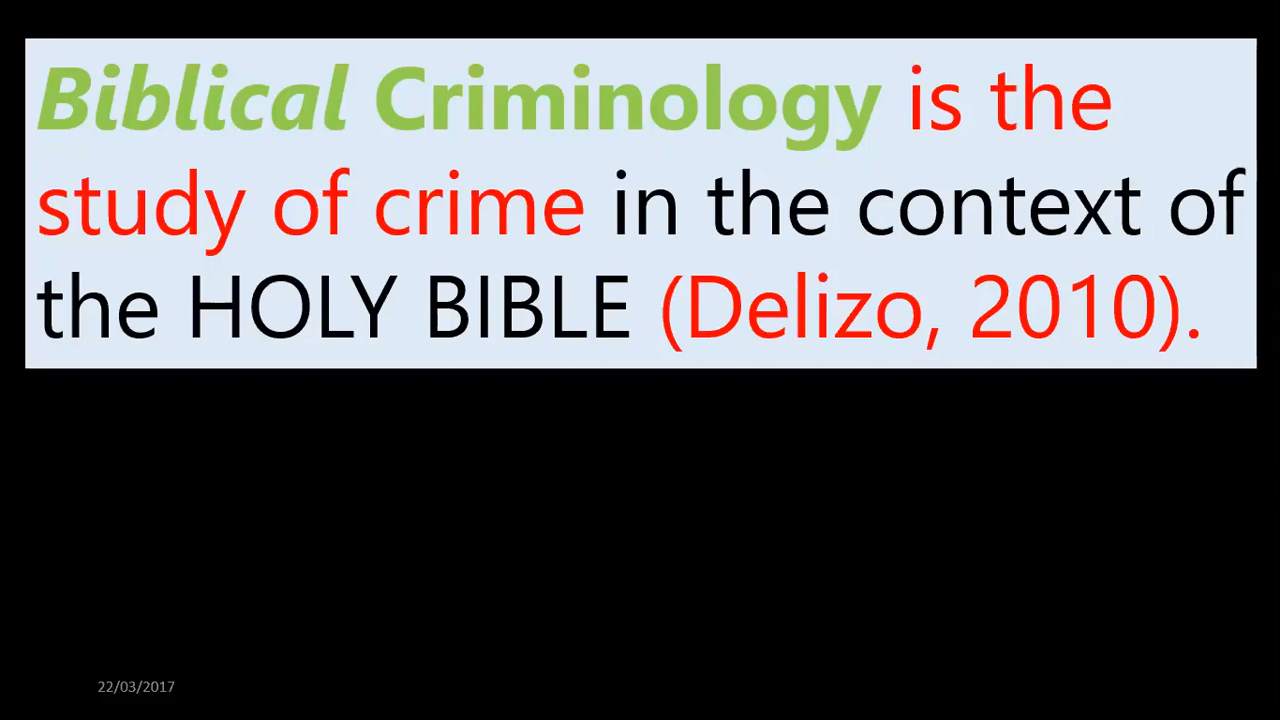 Biblical Criminology is the
study of crime in the context of
the HOLY BIBLE (Delizo, 2010).
22/03/2017